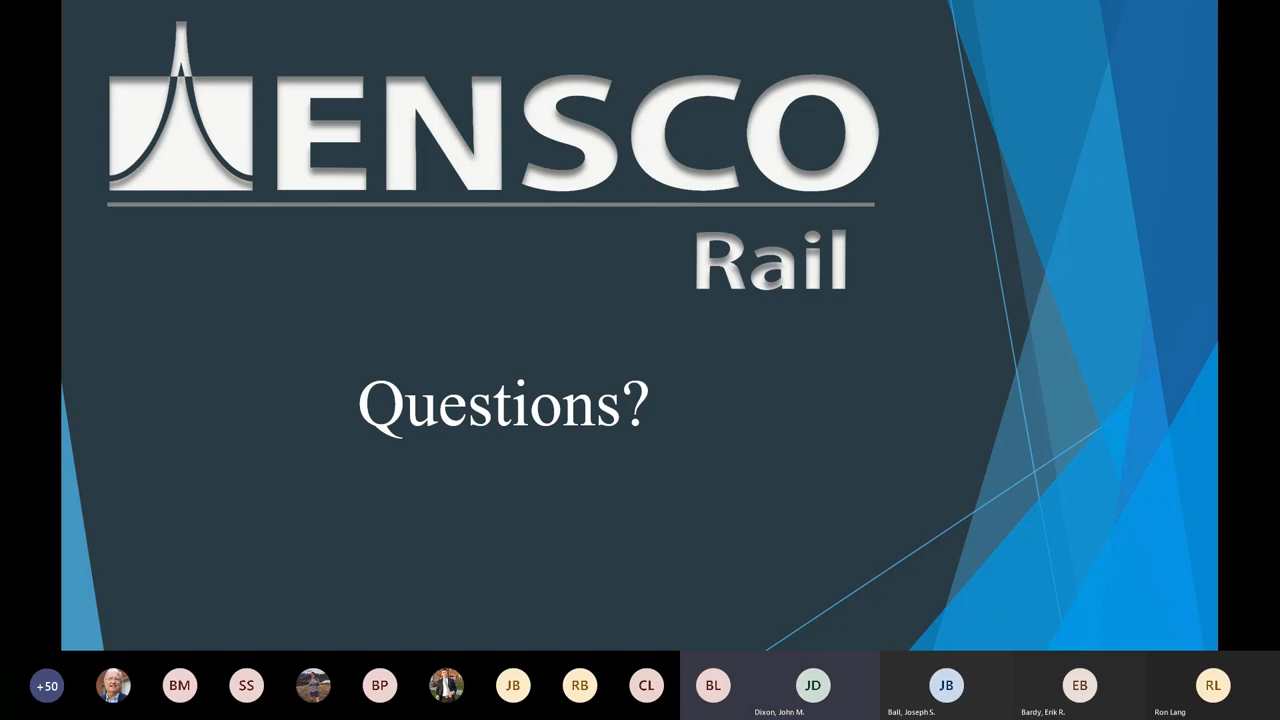 ENSCO
Rail
Questions?
+50
BM
SS
BP
JB
RB
CL
BL
JD
JB
EB
RL
Dixon, John M.
Ball, Joseph S.
Bardy, Erik R.
Ron Lang